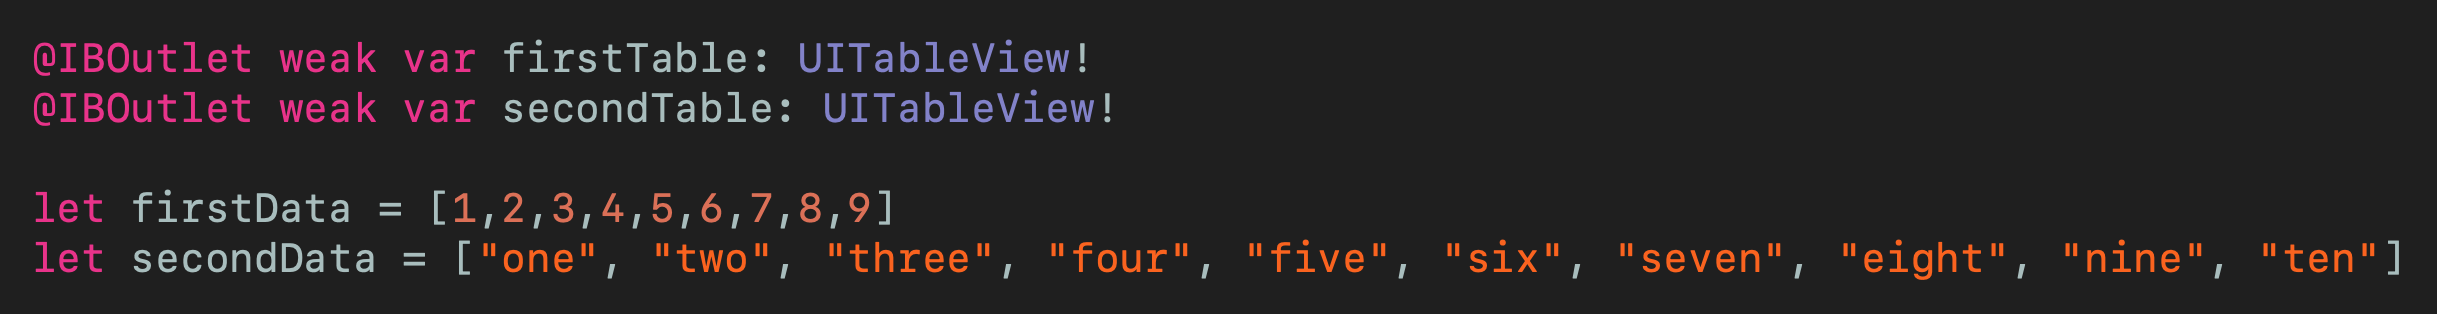 @IBOutlet weak var firstTable: UITableView!
@IBOutlet weak var secondTable: UITableView!
let firstData = [1,2,3,4,5,6,7,8,9]
let secondData = ["one", "two", "three", "four", "five", "six", "seven", "eight", "nine", "ten"]